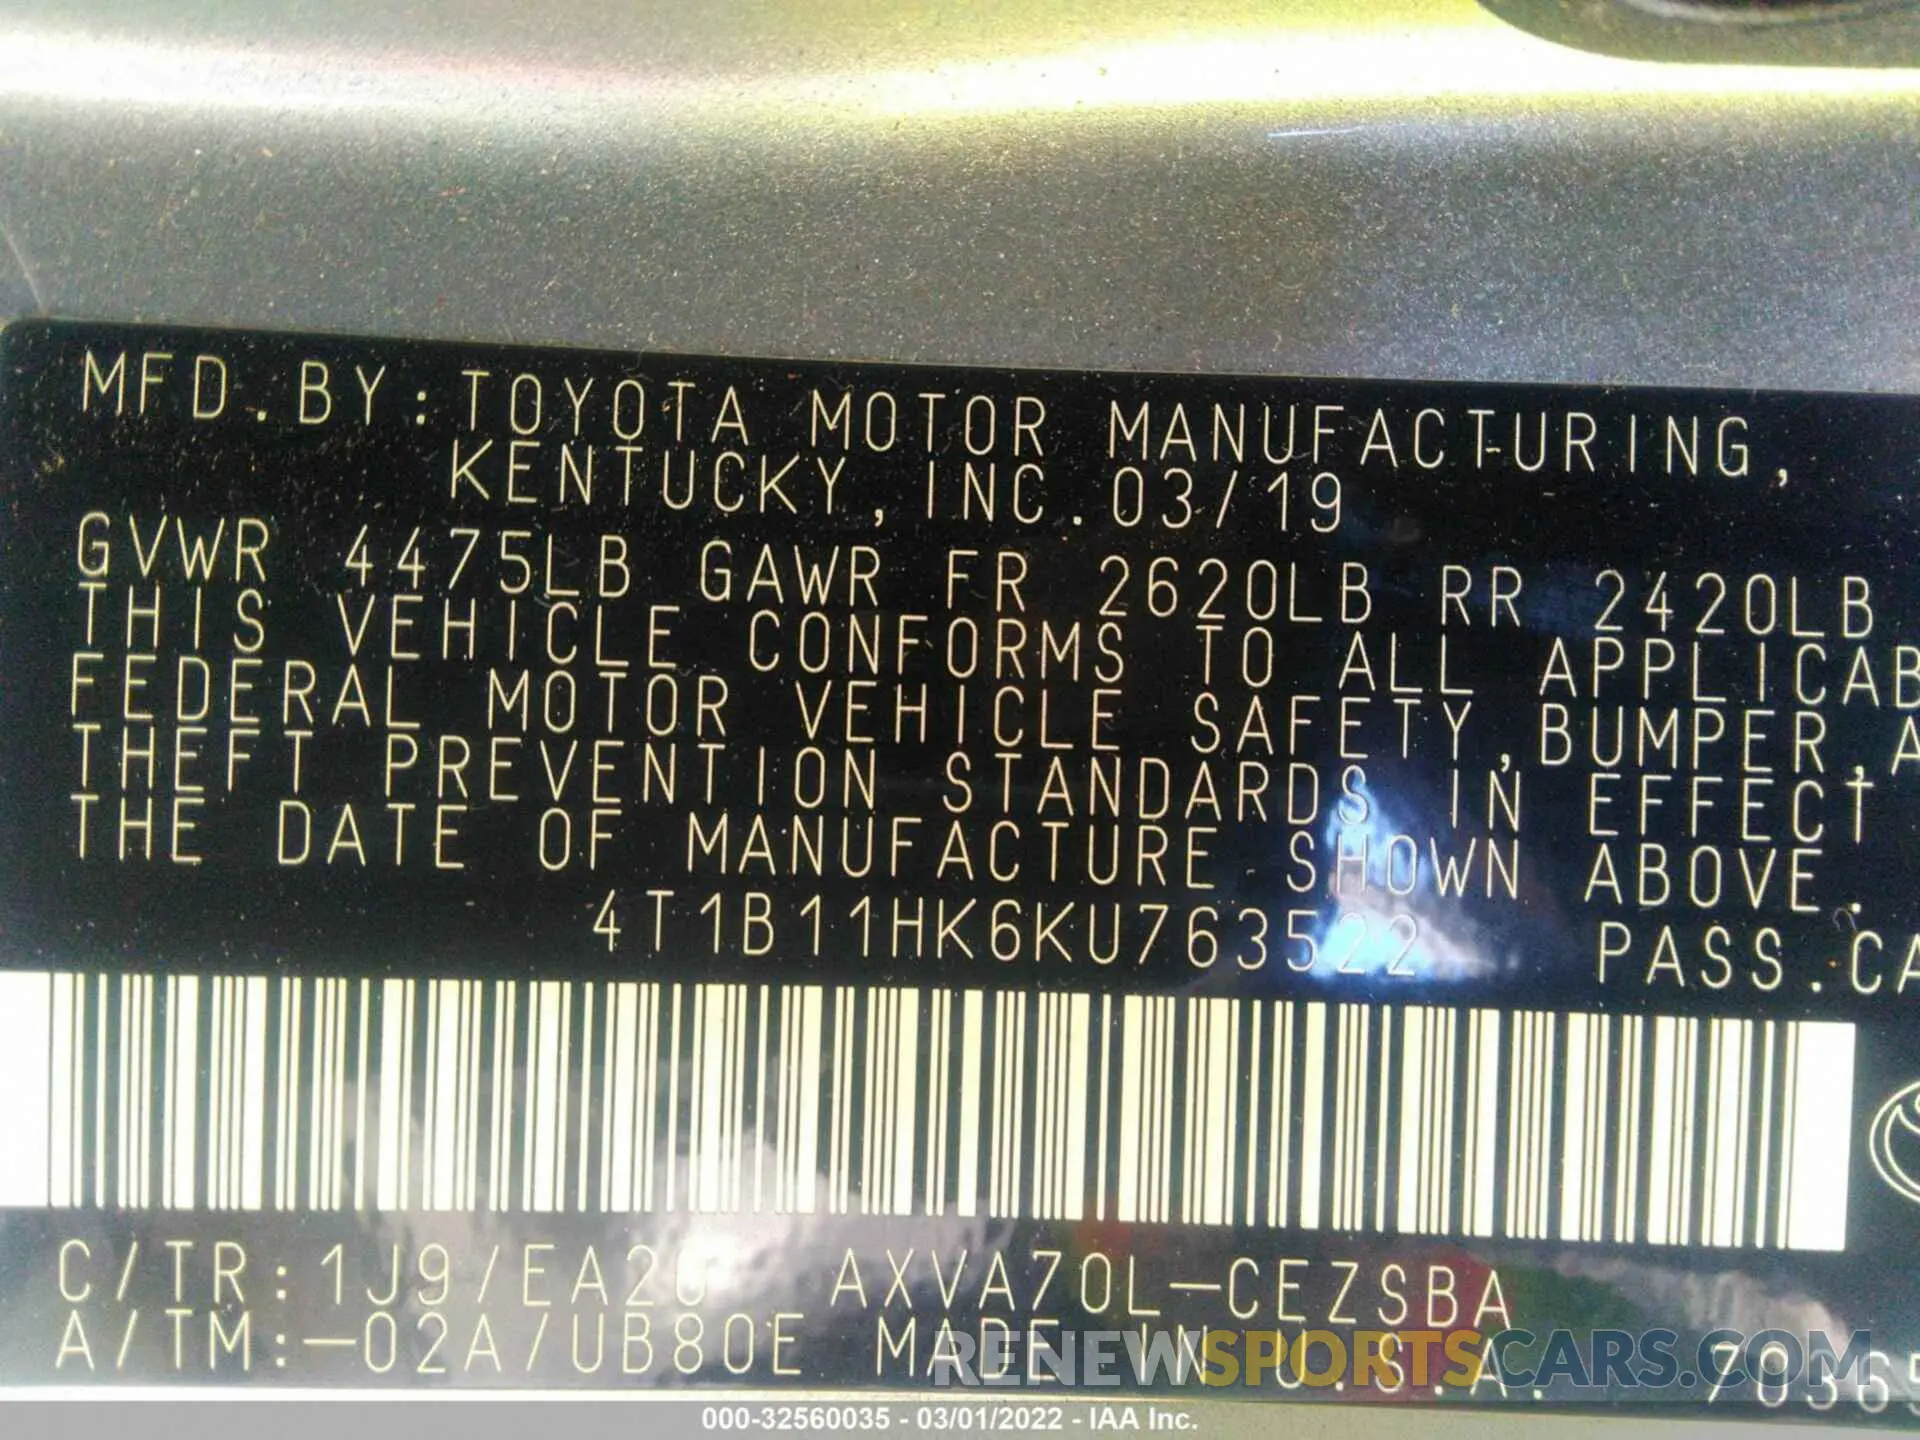 MFD.BY:TOYOTA MOTOR MANUFACTURING,
KENTUCKY,INC.03/19
GVWR 4475LB GAWR FR 2620LB RR 2420LB
THIS VEHICLE CONFORMS TO ALL APPLICAB
FEDERAL MOTOR VEHICLE SAFETY,BUMPER,A
THEFT PREVENTION STANDARDS IN EFFECT
THE DATE OF MANUFACTURE SHOWN ABOVE.
4T1B11HK6KU763522 PASS.CA
C/TR:1J9/EA20 AXVA70L-CEZSBA
A/TM:-02A/UB80E MADE IN U.S.A.
RENEWSPORTSCARS.COM
000-32560035 - 03/01/2022 - IAA Inc.